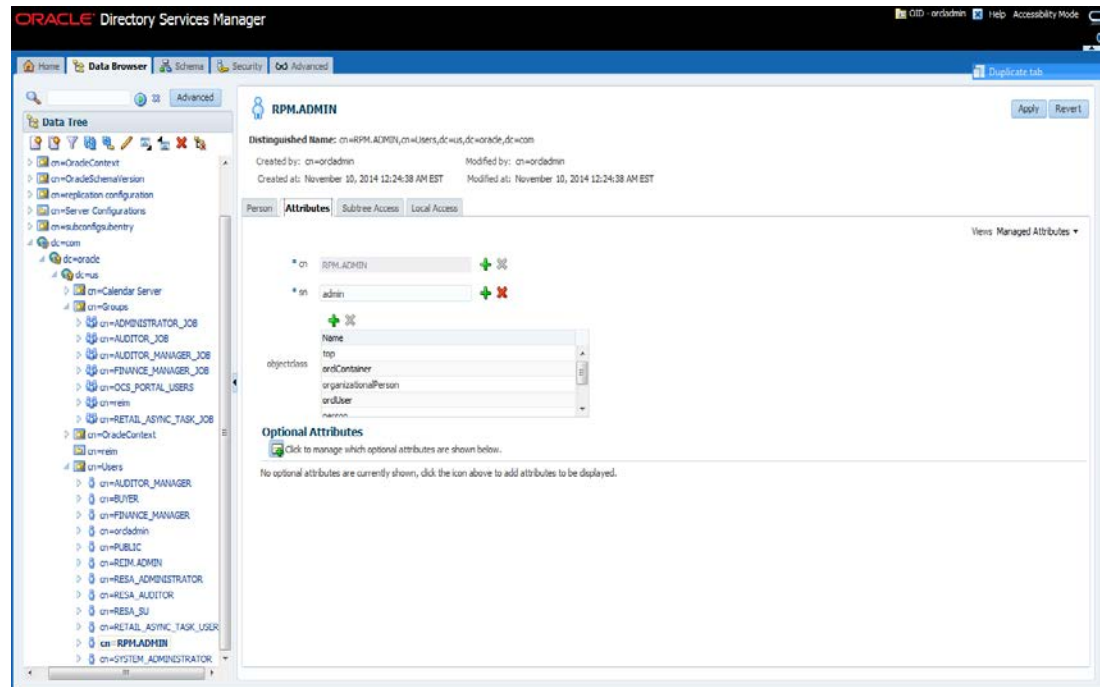 ORACLE Directory Services Manager
OID - orcladmin Help Accessibility Mode
Home Data Browser Schema Security Advanced
Duplicate tab
Advanced
Data Tree
cn=OracleContext
cn=OracleSchemaVersion
cn=replication configuration
cn=Server Configurations
cn=subconfigsubentry
dc=com
dc=oracle
dc=us
cn=Calendar Server
cn=Groups
cn=ADMINISTRATOR_JOB
cn=AUDITOR_JOB
cn=AUDITOR_MANAGER_JOB
cn=FINANCE_MANAGER_JOB
cn=OCS_PORTAL_USERS
cn=reim
cn=RETAIL_ASYNC_TASK_JOB
cn=OracleContext
cn=reim
cn=Users
cn=AUDITOR_MANAGER
cn=BUYER
cn=FINANCE_MANAGER
cn=orcladmin
cn=PUBLIC
cn=REIM.ADMIN
cn=RESA_ADMINISTRATOR
cn=RESA_AUDITOR
cn=RESA_SU
cn=RETAIL_ASYNC_TASK_USER
cn=RPM.ADMIN
cn=SYSTEM_ADMINISTRATOR
RPM.ADMIN
Apply Revert
Distinguished Name: cn=RPM.ADMIN,cn=Users,dc=us,dc=oracle,dc=com
Created by: cn=orcladmin Modified by: cn=orcladmin
Created at: November 10, 2014 12:24:38 AM EST Modified at: November 10, 2014 12:24:38 AM EST
Person Attributes Subtree Access Local Access
Views Managed Attributes
* cn RPM.ADMIN
* sn admin
Name
objectclass
top
orclContainer
organizationalPerson
orclUser
person
Optional Attributes
Click to manage which optional attributes are shown below.
No optional attributes are currently shown, click the icon above to add attributes to be displayed.